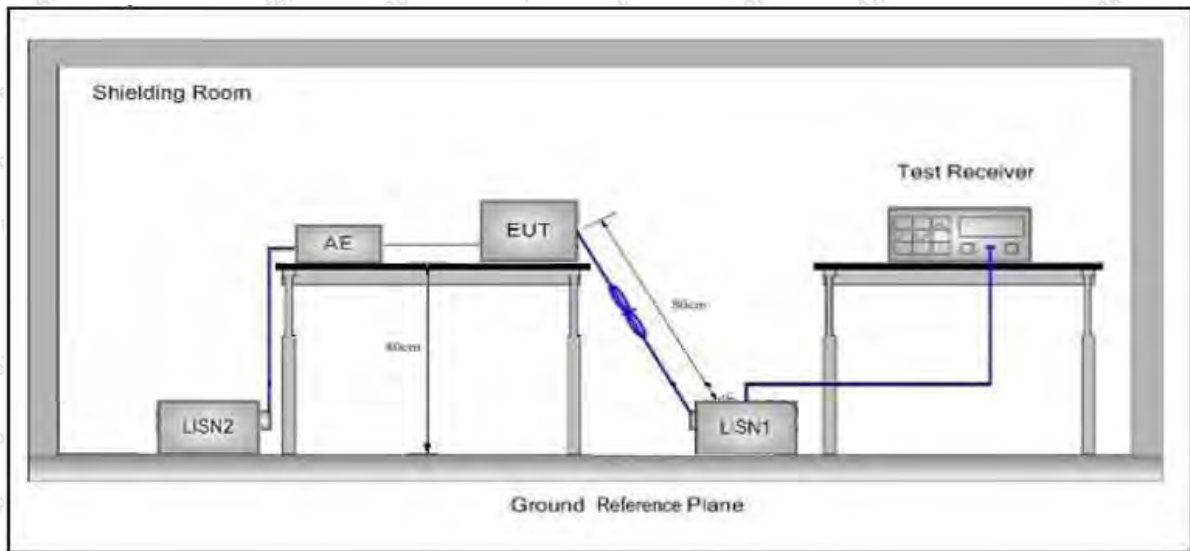 Shielding Room
Test Receiver
AE
EUT
80cm
80cm
LISN2
LISN1
Ground Reference Plane